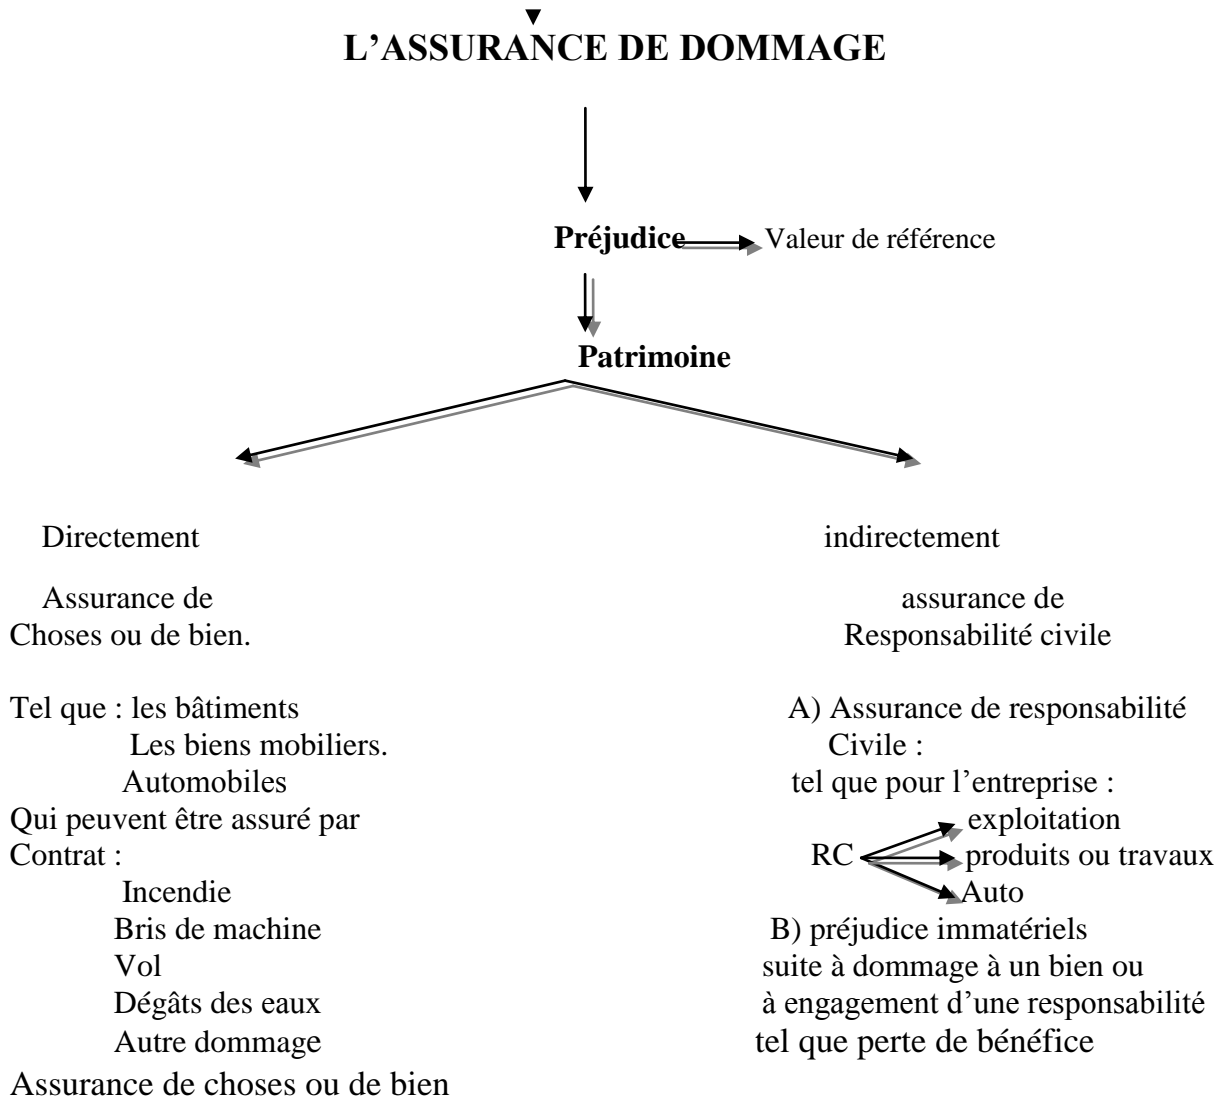 L’ASSURANCE DE DOMMAGE
Préjudice
Valeur de référence
Patrimoine
Directement
Assurance de
Choses ou de bien.
Tel que : les bâtiments
Les biens mobiliers.
Automobiles
Qui peuvent être assuré par
Contrat :
Incendie
Bris de machine
Vol
Dégâts des eaux
Autre dommage
indirectement
assurance de
Responsabilité civile
A) Assurance de responsabilité
Civile :
tel que pour l’entreprise :
exploitation
RC
produits ou travaux
Auto
B) préjudice immatériels
suite à dommage à un bien ou
à engagement d’une responsabilité
tel que perte de bénéfice
Assurance de choses ou de bien